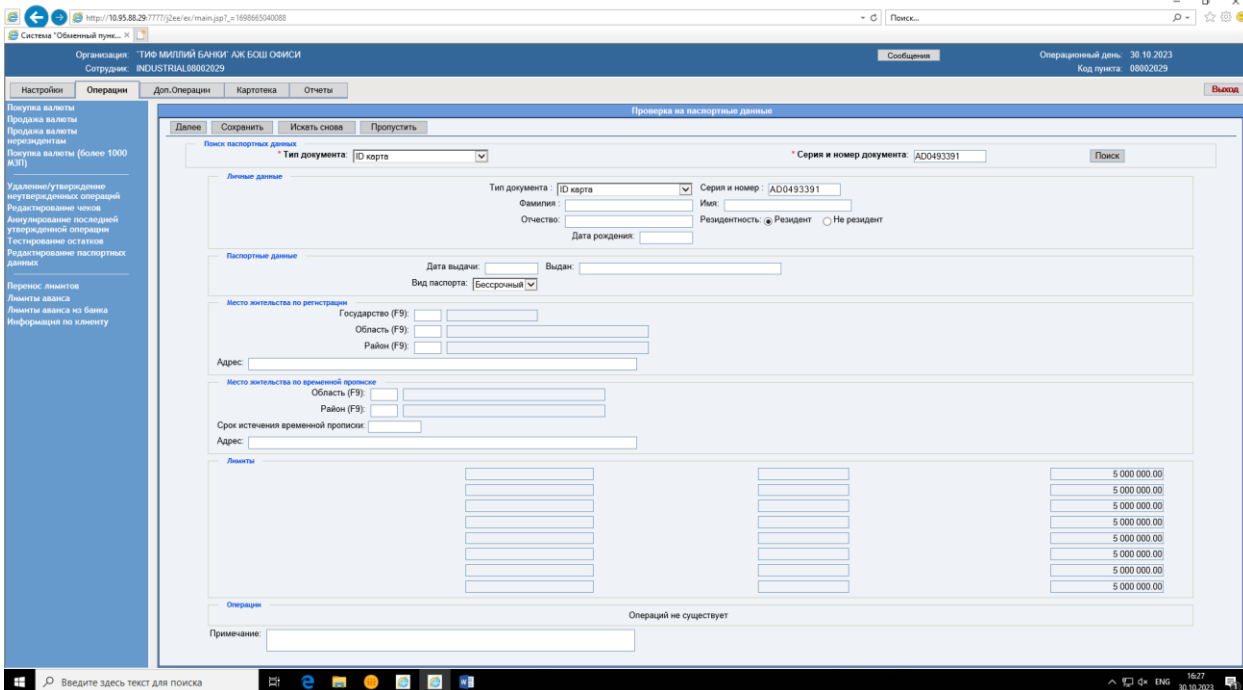 http://10.95.88.29:7777/j2ee/ex/main.jsp?_=1698665040088
Поиск...
Система "Обменный пунк...
Организация: "ТИФ МИЛЛИЙ БАНКИ" АЖ БОШ ОФИСИ
Сообщения
Операционный день: 30.10.2023
Сотрудник: INDUSTRIAL08002029
Код пункта: 08002029
Настройки Операции Доп.Операции Картотека Отчеты Выход
Покупка валюты
Продажа валюты
Продажа валюты
нерезидентам
Покупка валюты (более 1000
МЗП)
Удаление/утверждение
неутвержденных операций
Редактирование чеков
Аннулирование последней
утвержденной операции
Тестирование остатков
Редактирование паспортных
данных
Перенос лимитов
Лимиты аванса
Лимиты аванса из банка
Информация по клиенту
Проверка на паспортные данные
Далее Сохранить Искать снова Пропустить
Поиск паспортных данных
* Тип документа: ID карта * Серия и номер документа: AD0493391 Поиск
Личные данные
Тип документа : ID карта Серия и номер : AD0493391
Фамилия : Имя:
Отчество: Резидентность: Резидент Не резидент
Дата рождения:
Паспортные данные
Дата выдачи: Выдан:
Вид паспорта: Бессрочный
Место жительства по регистрации
Государство (F9):
Область (F9):
Район (F9):
Адрес:
Место жительства по временной прописке
Область (F9):
Район (F9):
Срок истечения временной прописки:
Адрес:
Лимиты
5 000 000.00
5 000 000.00
5 000 000.00
5 000 000.00
5 000 000.00
5 000 000.00
5 000 000.00
5 000 000.00
Операции
Операций не существует
Примечание:
Введите здесь текст для поиска
ENG
16:27
30.10.2023